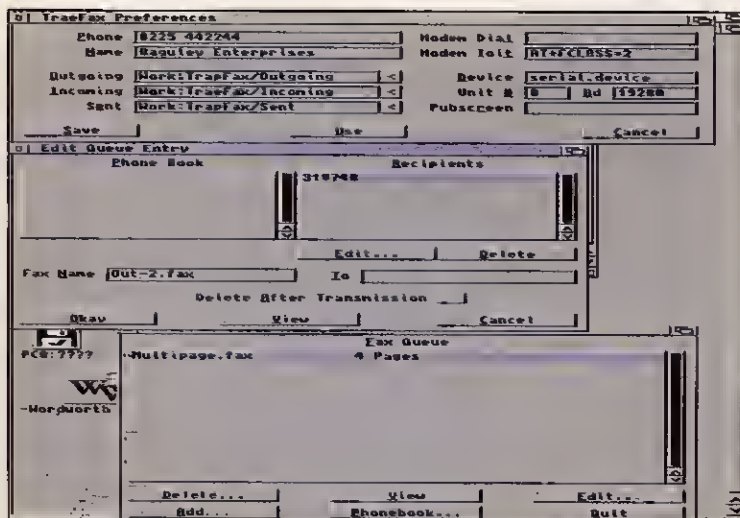 TrapFax Preferences
Phone 0225 442244
Modem Dial
Name Baguley Enterprises
Modem Init AT+FCLASS=2
Outgoing Work:TrapFax/Outgoing <
Device serial.device
Incoming Work:TrapFax/Incoming <
Unit # 0 Bd 19200
Sent Work:TrapFax/Sent <
Pubscreen
Save Use Cancel
Edit Queue Entry
Phone Book Recipients
319740
Edit... Delete
Fax Name Out-2.fax To
Delete After Transmission
Okay View Cancel
Fax Queue
PC0:????
Multipage.fax 4 Pages
-Wordworth
Delete... View Edit...
Add... Phonebook... Quit